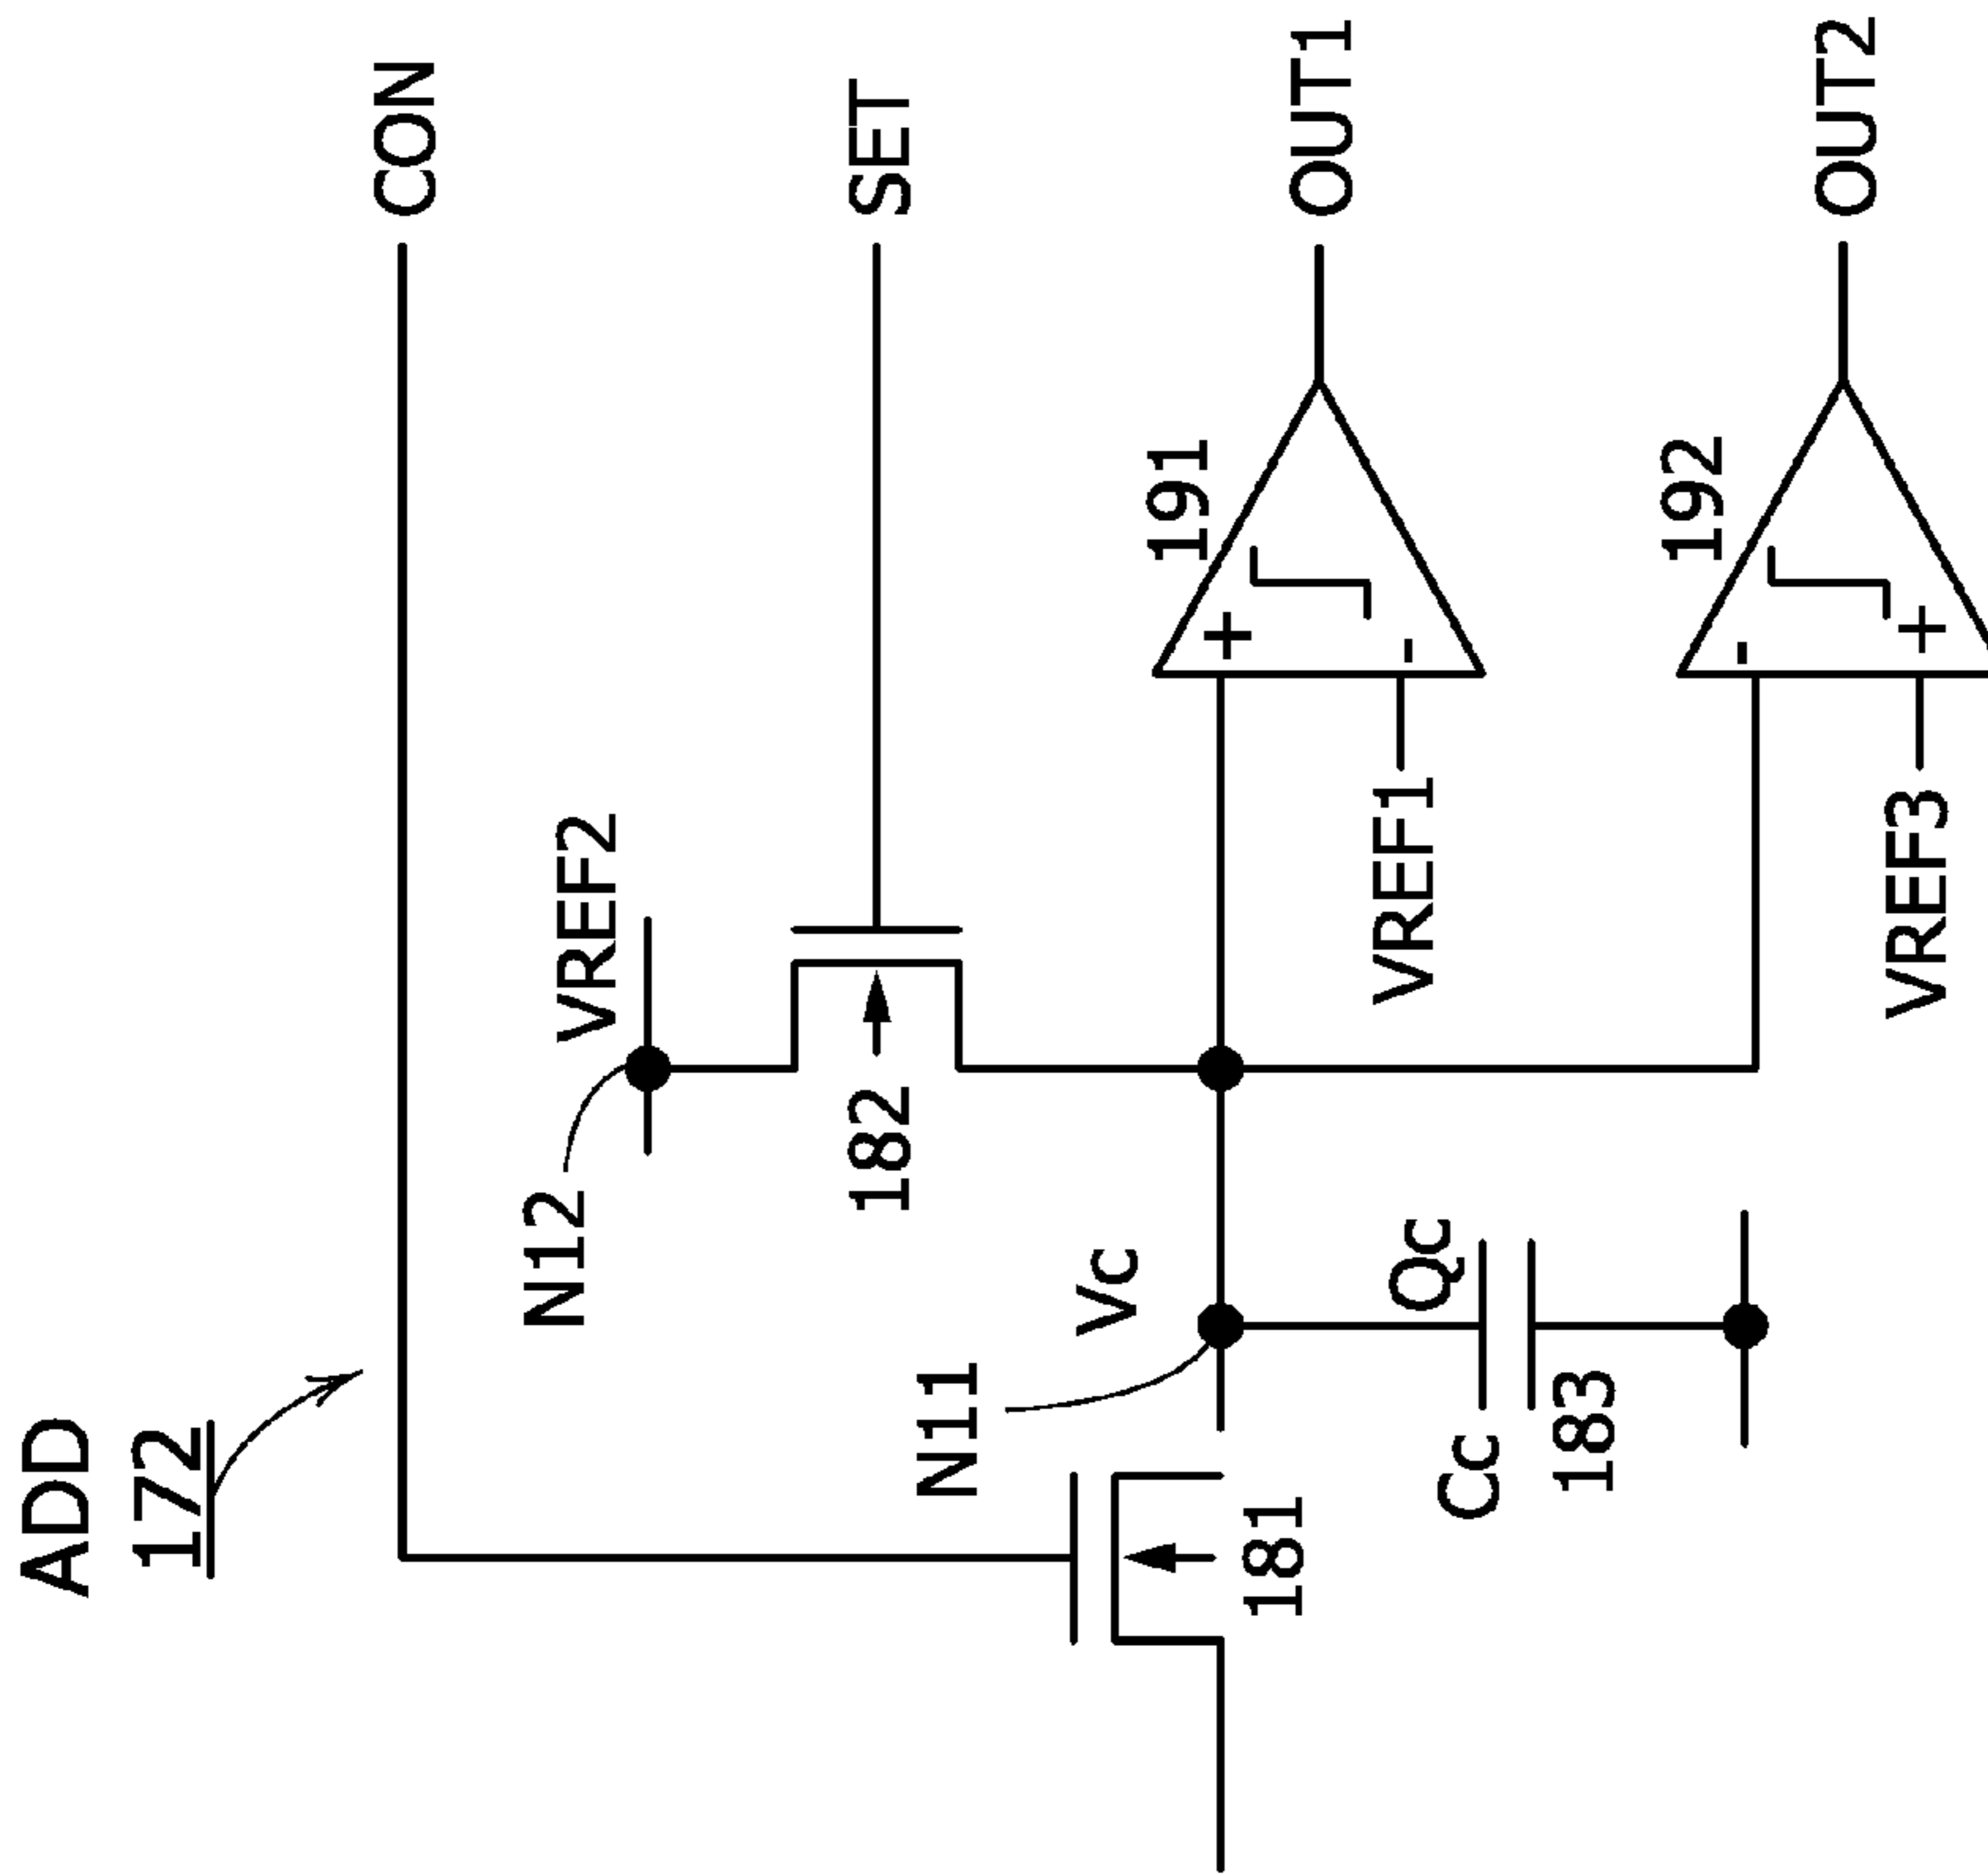 ADD
172
CON
VREF2
N12
SET
182
Vc
N11
191
OUT1
+
-
VREF1
181
Qc
Cc
183
192
OUT2
-
+
VREF3